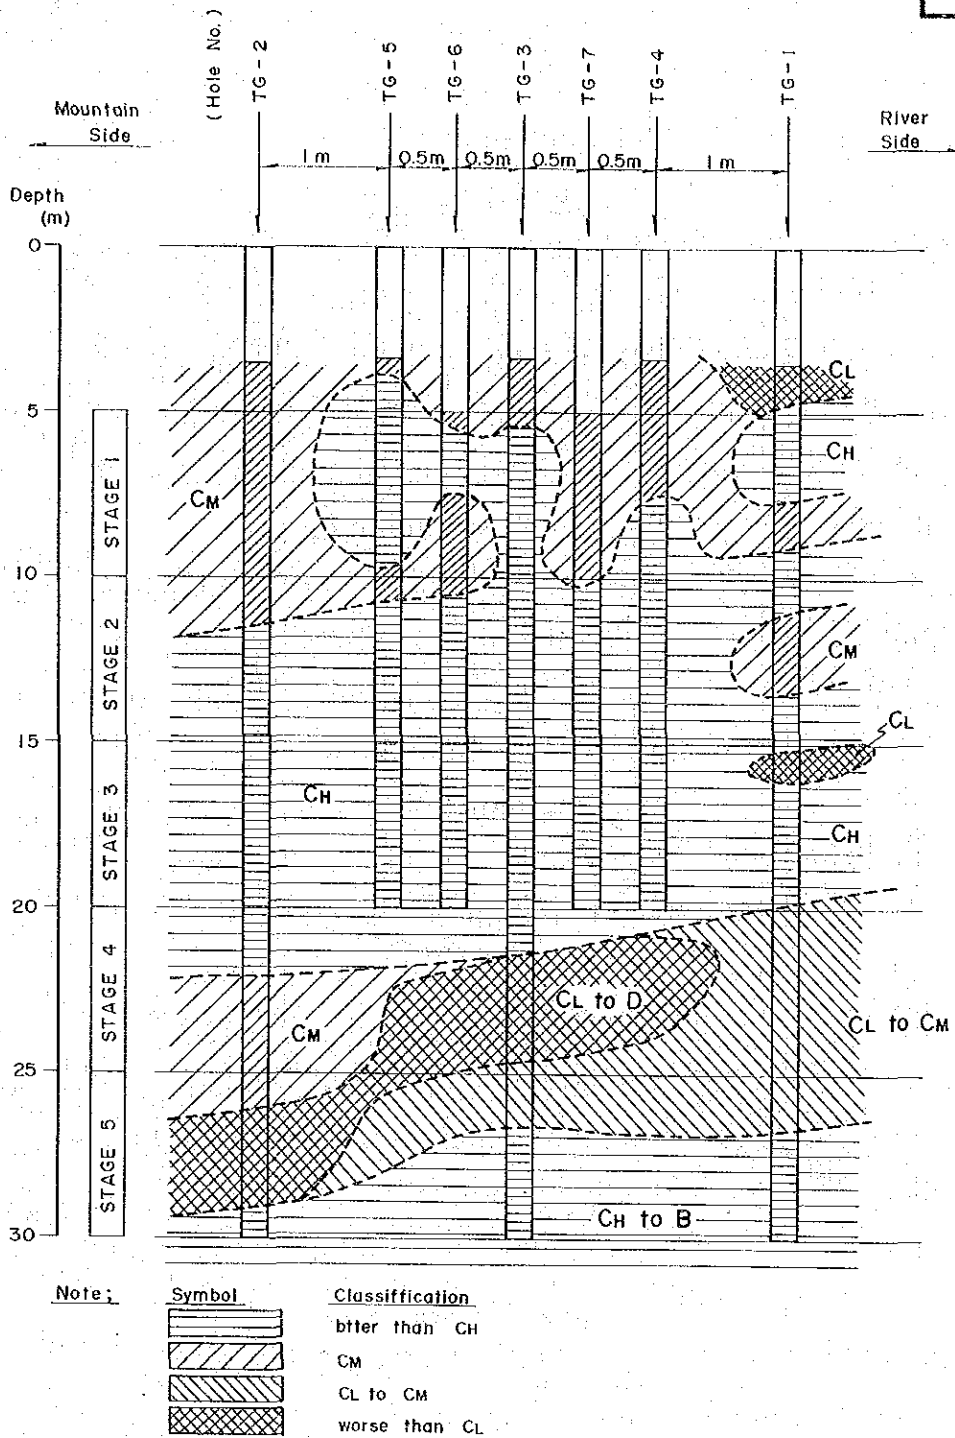 (Hole No.)
TG-2
TG-5
TG-6
TG-3
TG-7
TG-4
TG-1
Mountain
Side
River
Side
1m
0.5m
0.5m
0.5m
0.5m
1m
Depth
(m)
0
5
10
15
20
25
30
STAGE 1
STAGE 2
STAGE 3
STAGE 4
STAGE 5
CL
CH
CM
CM
CL
CH
CH
CL to D
CM
CL to CM
CH to B
Note;
Symbol
Classiffication
btter than CH
CM
CL to CM
worse than CL